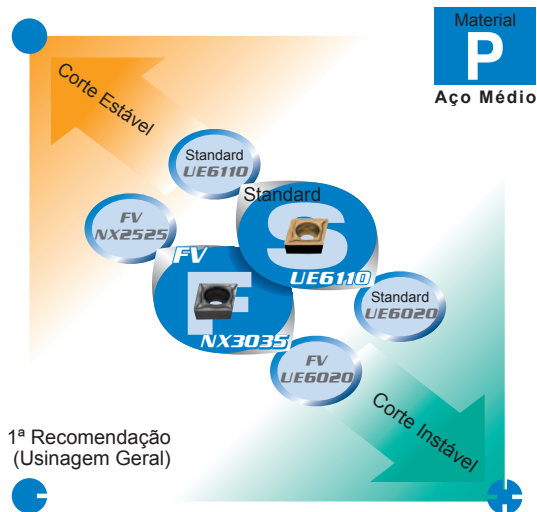 Material
P
Aço Médio
Corte Estável
Standard
UE6110
FV
NX2525
Standard
S
UE6110
FV
F
NX3035
Standard
UE6020
FV
UE6020
Corte Instável
1ª Recomendação
(Usinagem Geral)